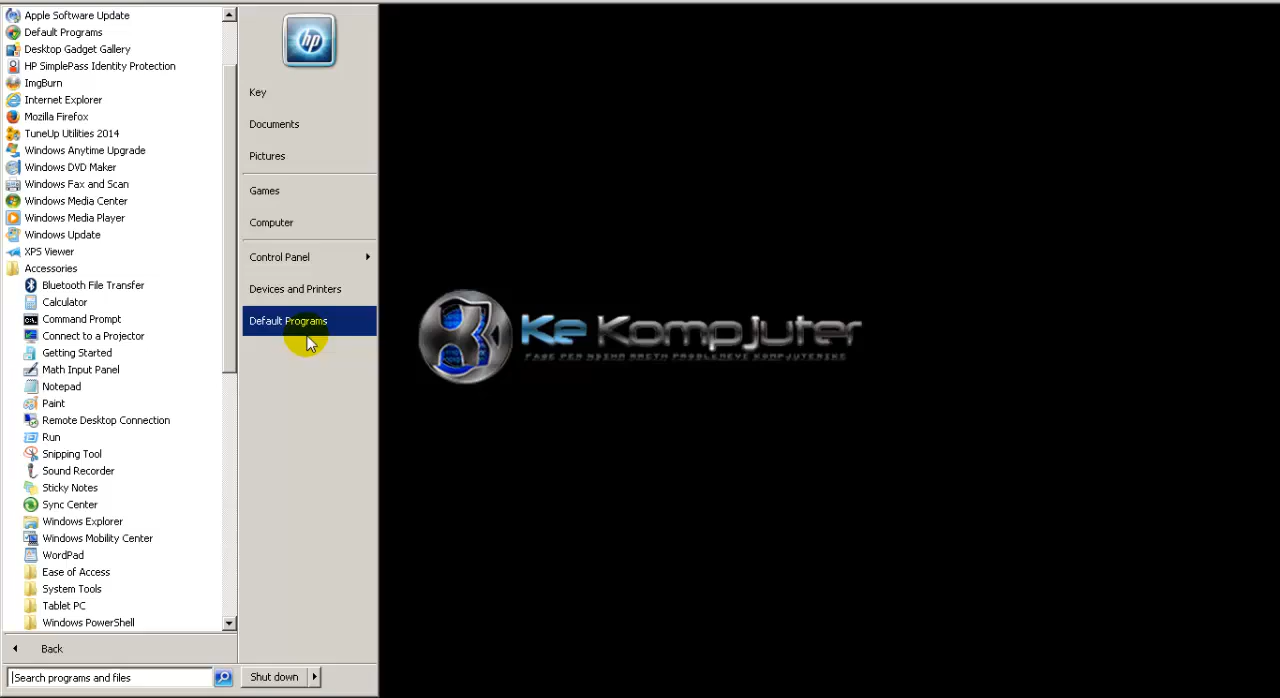 Apple Software Update
Default Programs
Desktop Gadget Gallery
HP SimplePass Identity Protection
ImgBurn
Internet Explorer
Mozilla Firefox
TuneUp Utilities 2014
Windows Anytime Upgrade
Windows DVD Maker
Windows Fax and Scan
Windows Media Center
Windows Media Player
Windows Update
XPS Viewer
Accessories
Bluetooth File Transfer
Calculator
Command Prompt
Connect to a Projector
Getting Started
Math Input Panel
Notepad
Paint
Remote Desktop Connection
Run
Snipping Tool
Sound Recorder
Sticky Notes
Sync Center
Windows Explorer
Windows Mobility Center
WordPad
Ease of Access
System Tools
Tablet PC
Windows PowerShell
Back
Search programs and files
hp
Key
Documents
Pictures
Games
Computer
Control Panel
Devices and Printers
Default Programs
Shut down
Ke Kompjuter